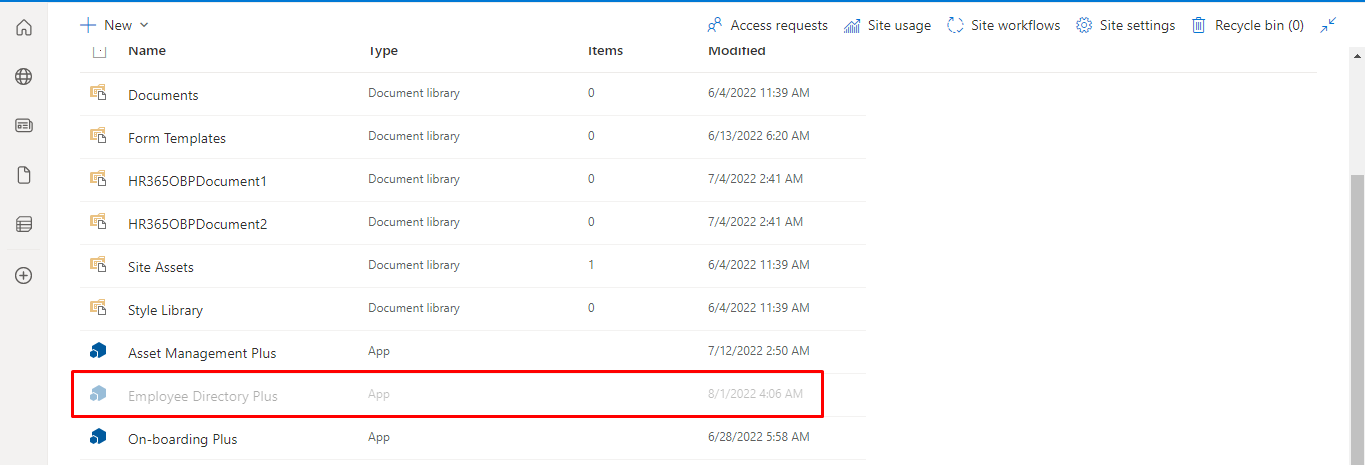 New Access requests Site usage Site workflows Site settings Recycle bin (0)
Name Type Items Modified
Documents Document library 0 6/4/2022 11:39 AM
Form Templates Document library 0 6/13/2022 6:20 AM
HR365OBPDocument1 Document library 0 7/4/2022 2:41 AM
HR365OBPDocument2 Document library 0 7/4/2022 2:41 AM
Site Assets Document library 1 6/4/2022 11:39 AM
Style Library Document library 0 6/4/2022 11:39 AM
Asset Management Plus App 7/12/2022 2:50 AM
Employee Directory Plus App 8/1/2022 4:06 AM
On-boarding Plus App 6/28/2022 5:58 AM